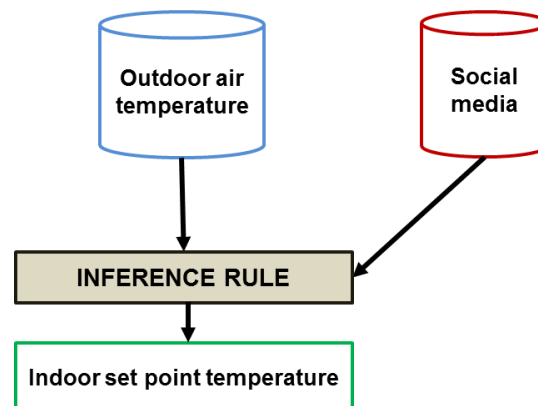 Outdoor air
temperature
Social
media
INFERENCE RULE
Indoor set point temperature